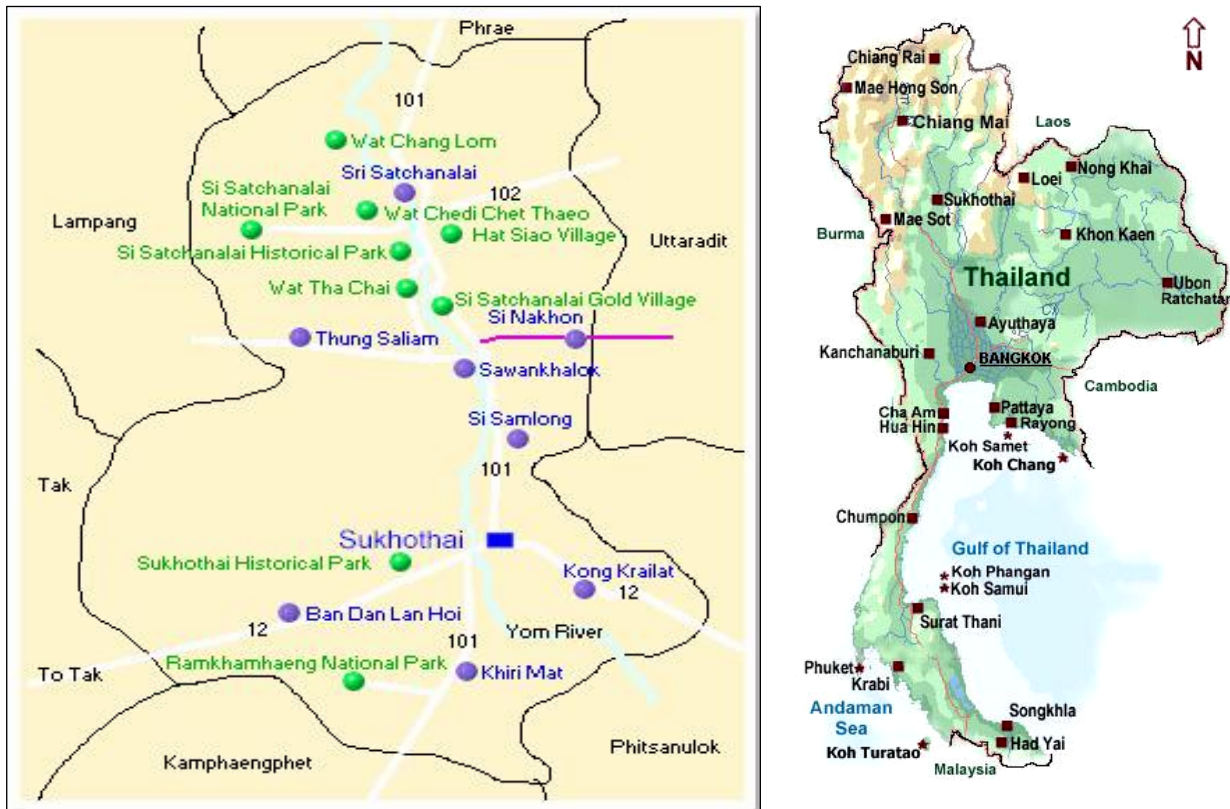 Phrae
101
Wat Chang Lom
Sri Satchanalai
Si Satchanalai
National Park
102
Wat Chedi Chet Thaeo
Hat Siao Village
Lampang
Uttaradit
Si Satchanalai Historical Park
Wat Tha Chai
Si Satchanalai Gold Village
Si Nakhon
Thung Saliam
Sawankhalok
Si Samlong
101
Tak
Sukhothai
Sukhothai Historical Park
Kong Krailat
12
Ban Dan Lan Hoi
12
101
Yom River
To Tak
Ramkhamhaeng National Park
Khiri Mat
Phitsanulok
Kamphaengphet
N
Chiang Rai
Mae Hong Son
Chiang Mai
Laos
Nong Khai
Loei
Sukhothai
Mae Sot
Burma
Khon Kaen
Thailand
Ubon
Ratchatan
Ayuthaya
Kanchanaburi
BANGKOK
Cambodia
Cha Am
Pattaya
Hua Hin
Rayong
Koh Samet
Koh Chang
Chumpon
Gulf of Thailand
Koh Phangan
Koh Samui
Surat Thani
Phuket
Krabi
Andaman
Sea
Songkhla
Had Yai
Koh Turatao
Malaysia